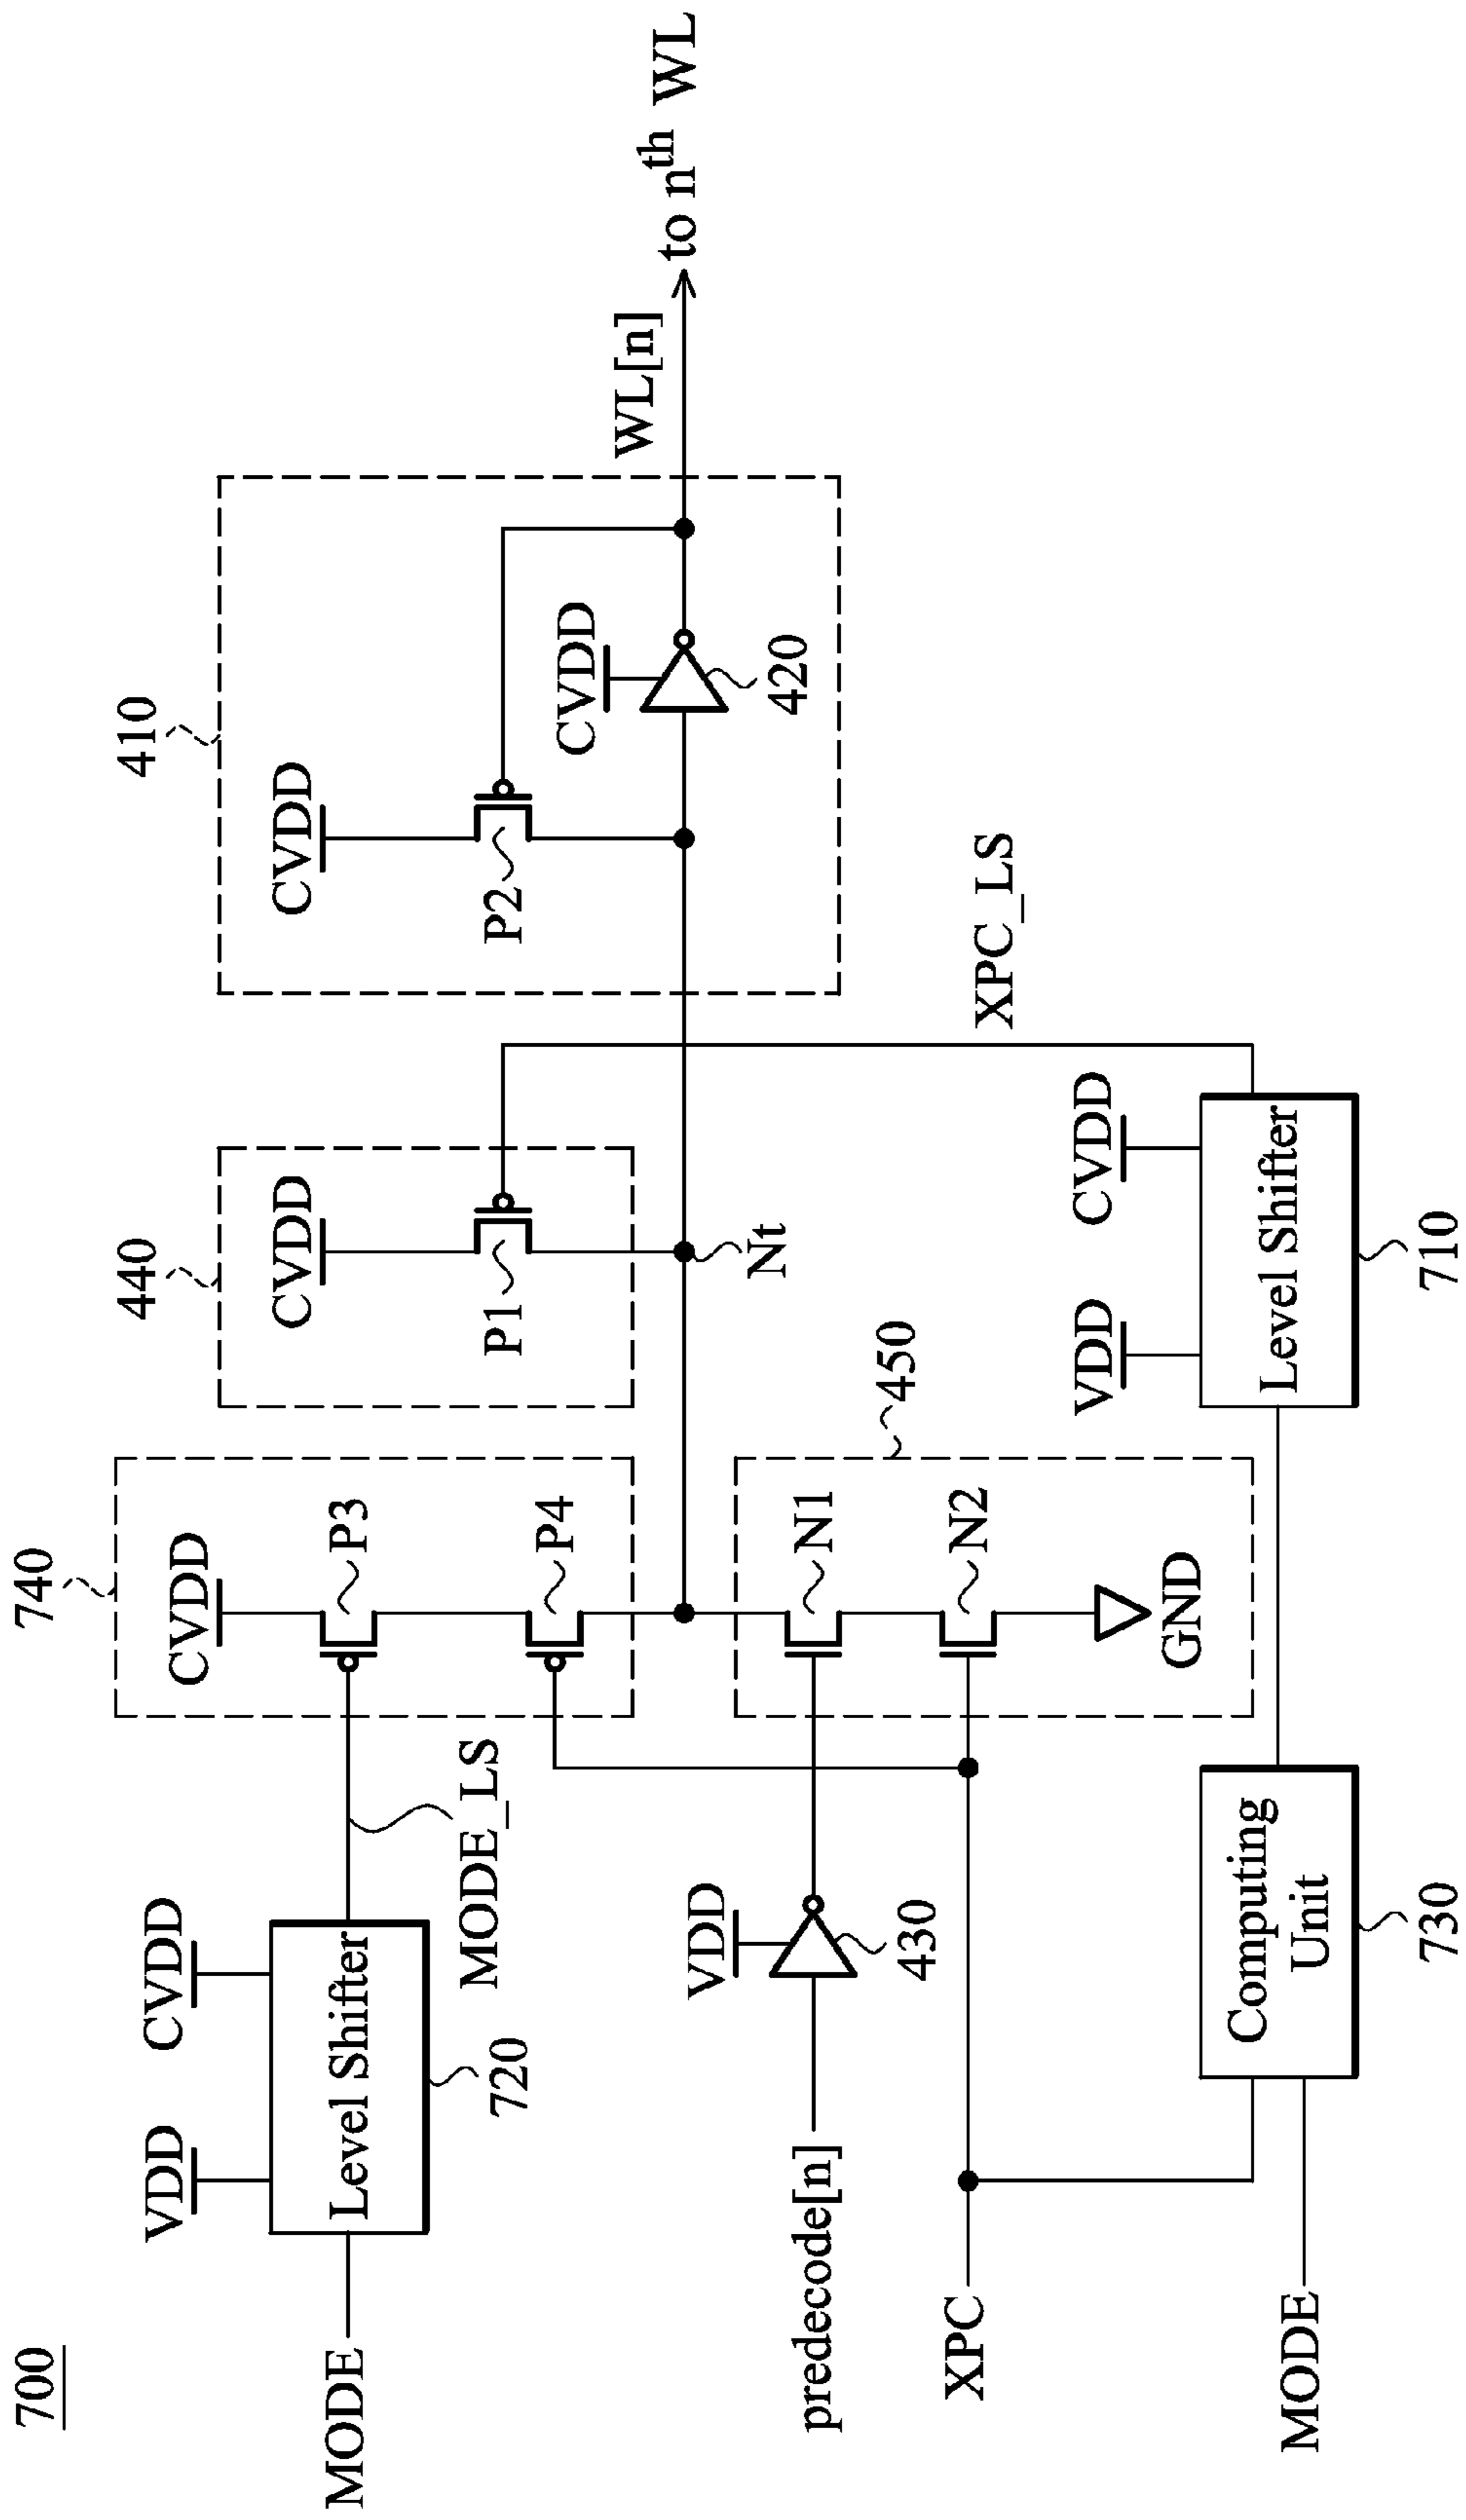 700
740
CVDD
P3
P4
VDD
CVDD
Level Shifter
720
MODE
MODE_LS
440
CVDD
P1
Nt
410
CVDD
P2
CVDD
420
WL[n]
to nth WL
VDD
430
predecode[n]
450
N1
N2
GND
XPC
XPC_LS
MODE
Computing
Unit
730
VDD
CVDD
Level Shifter
710